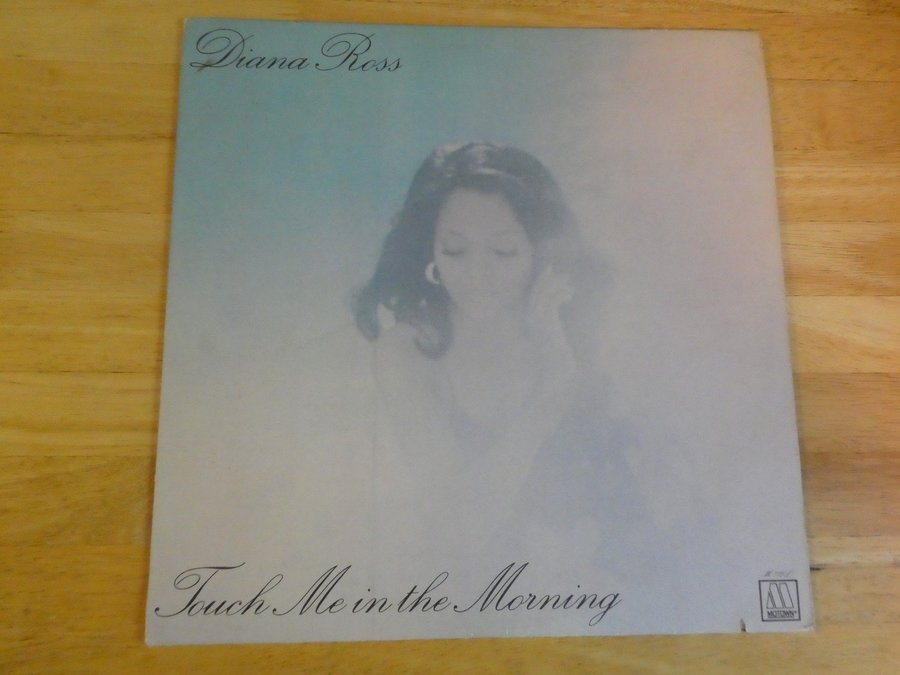 Diana Ross
Touch Me in the Morning
MOTOWN